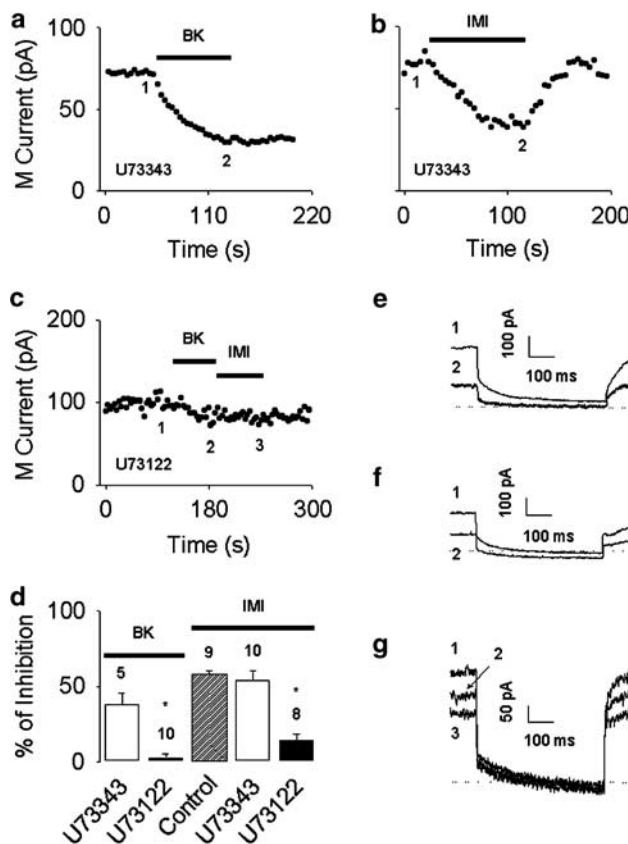 a
BK
M Current (pA)
100
50
0
1
2
U73343
0 110 220
Time (s)
b
IMI
100
50
0
1
2
U73343
0 100 200
Time (s)
c
BK
IMI
M Current (pA)
200
100
0
1
2
3
U73122
0 180 300
Time (s)
d
BK
IMI
% of Inhibition
100
50
0
5
*
10
9
10
*
8
U73343
U73122
Control
U73343
U73122
e
1
2
100 pA
100 ms
f
1
2
100 pA
100 ms
g
1
2
3
50 pA
100 ms